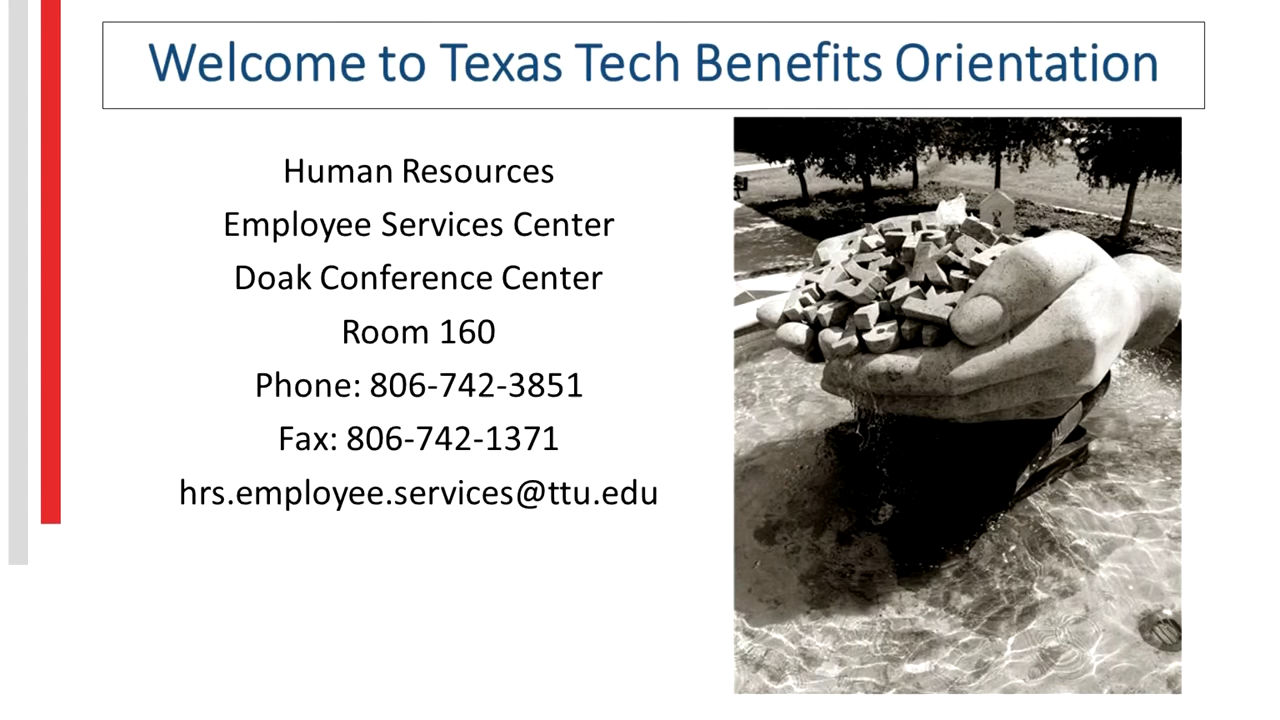 Welcome to Texas Tech Benefits Orientation
Human Resources
Employee Services Center
Doak Conference Center
Room 160
Phone: 806-742-3851
Fax: 806-742-1371
hrs.employee.services@ttu.edu